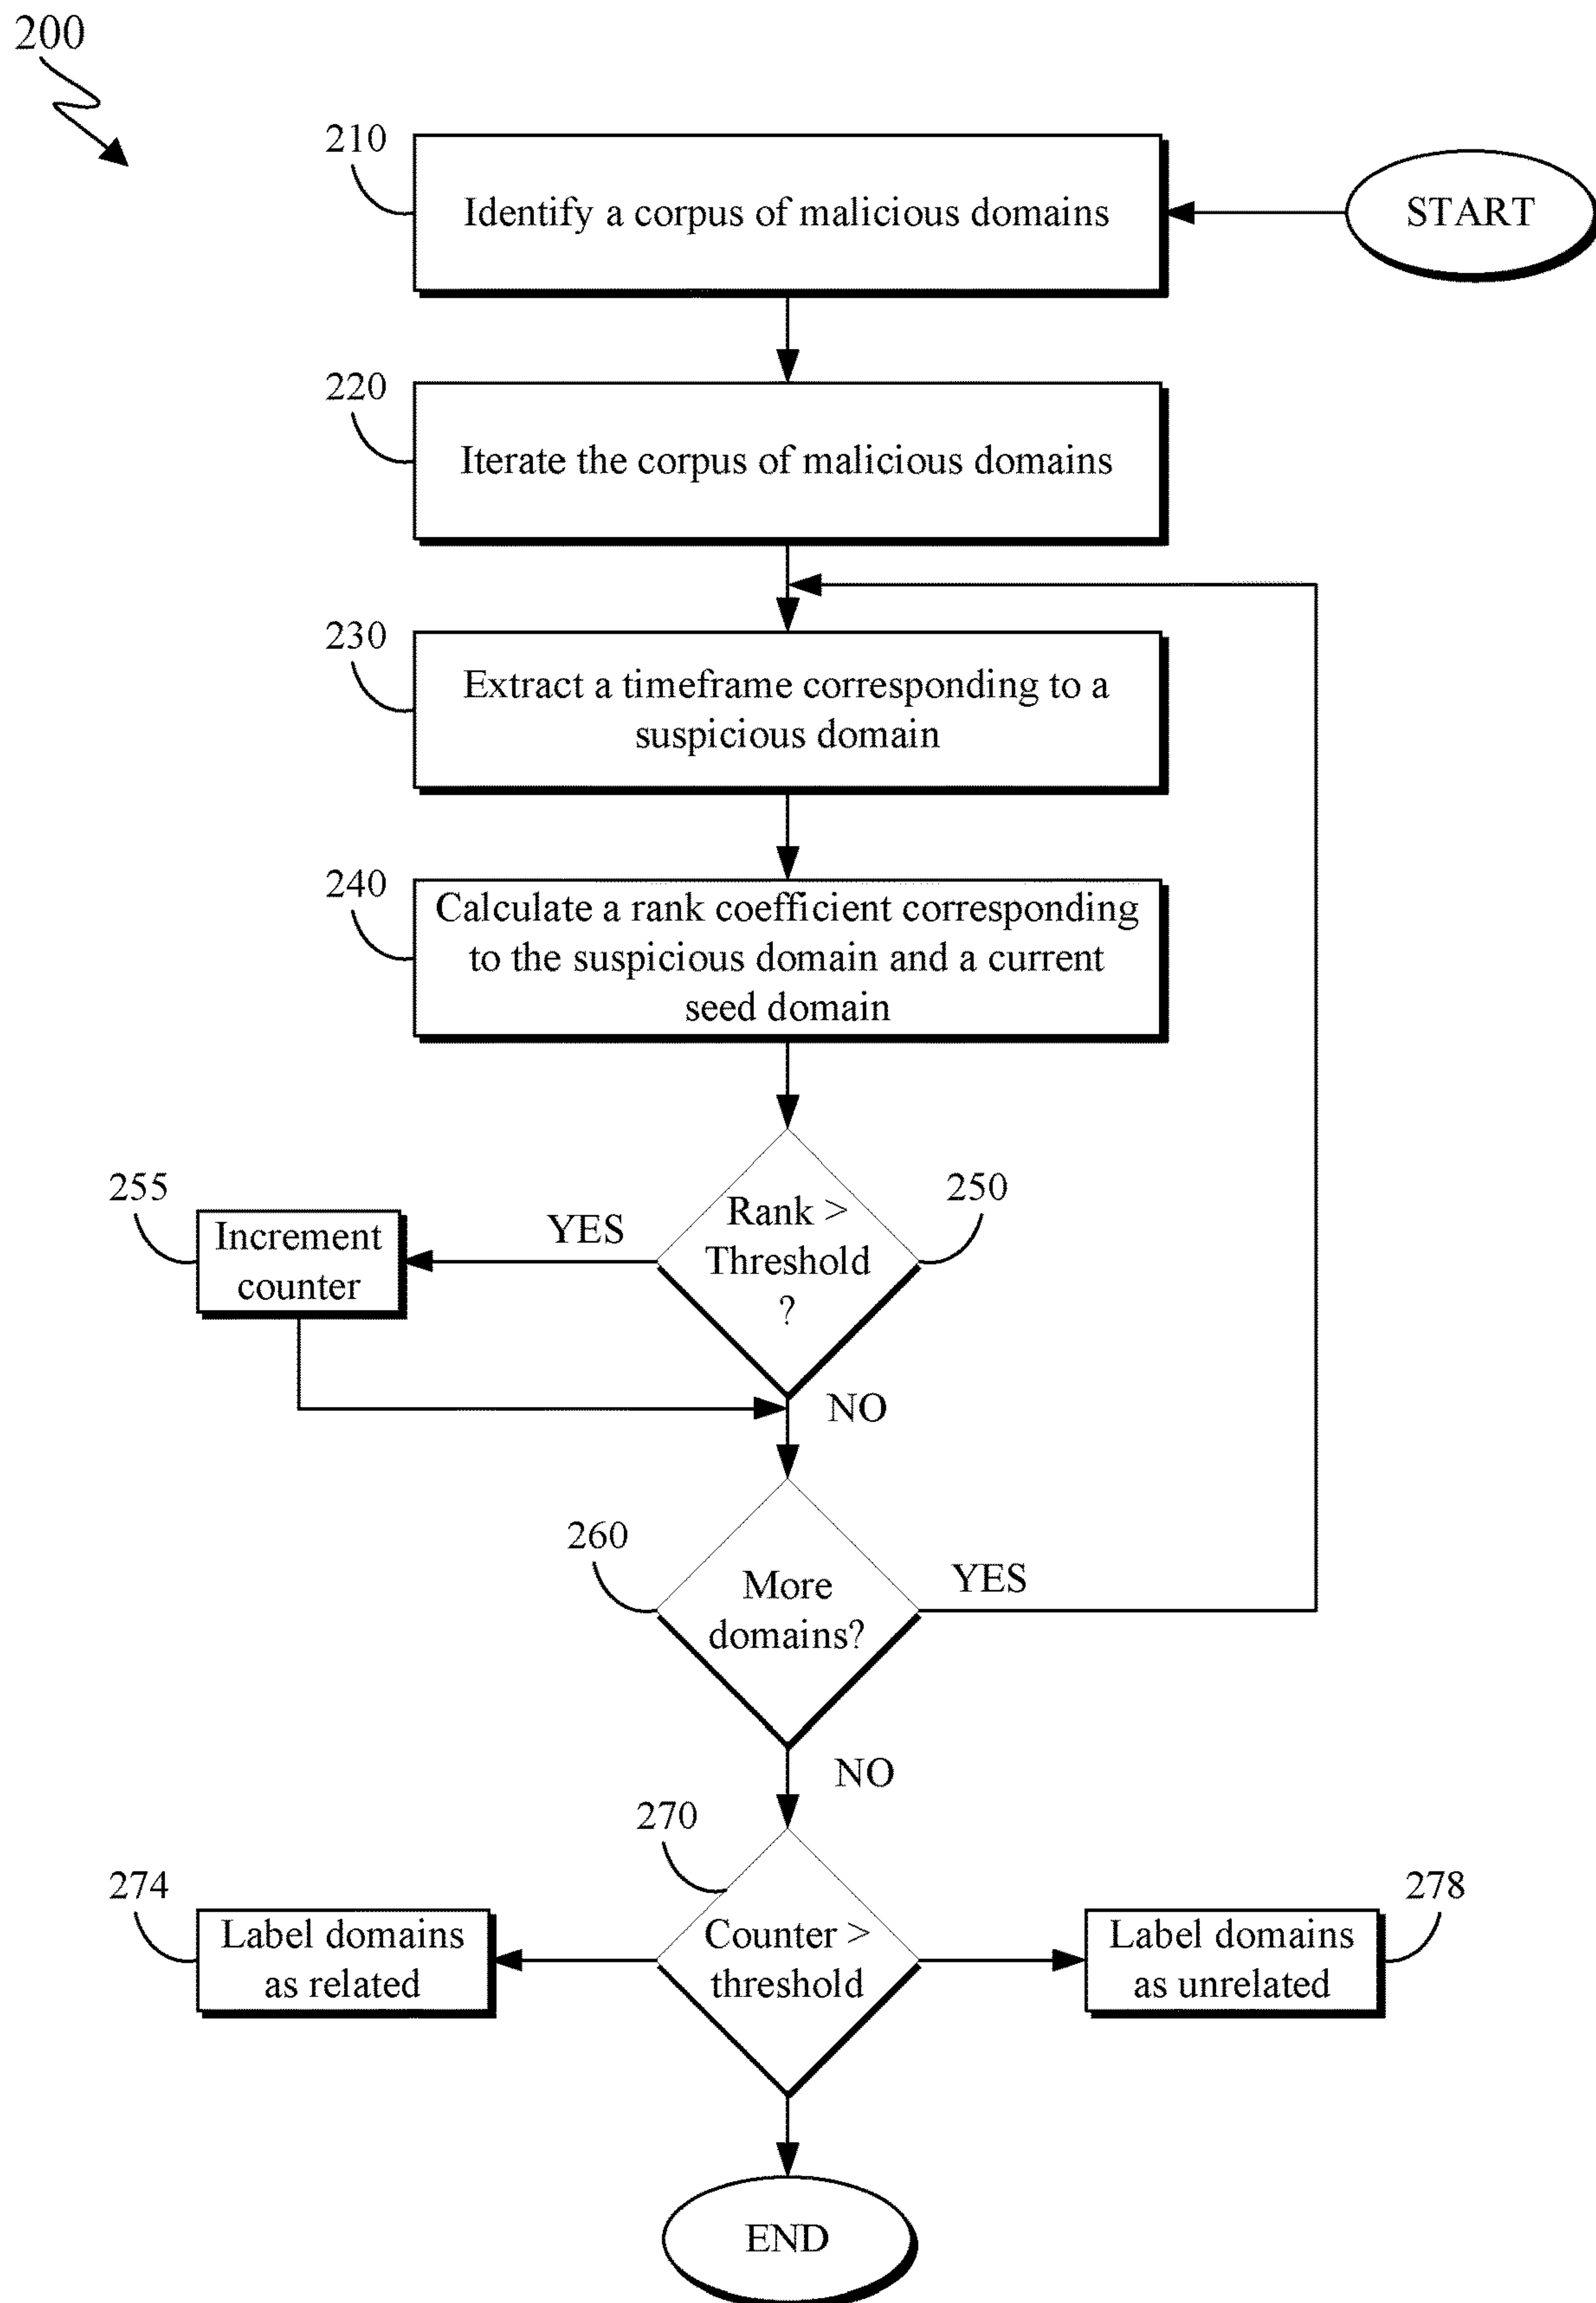 200
210
Identify a corpus of malicious domains
START
220
Iterate the corpus of malicious domains
230
Extract a timeframe corresponding to a
suspicious domain
240
Calculate a rank coefficient corresponding
to the suspicious domain and a current
seed domain
255
Increment
counter
YES
Rank >
Threshold
?
250
NO
260
More
domains?
YES
NO
270
274
Label domains
as related
Counter >
threshold
278
Label domains
as unrelated
END